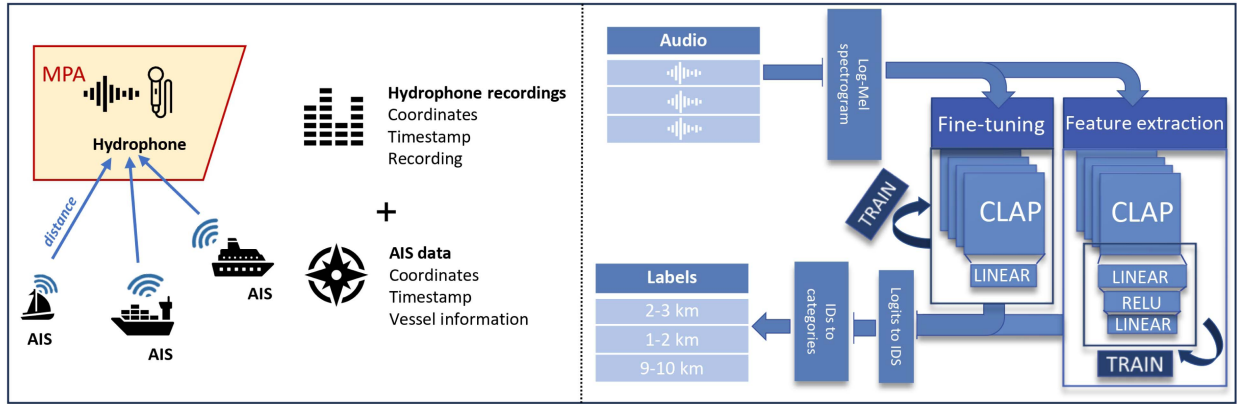 MPA
Hydrophone
distance
AIS
AIS
AIS
Hydrophone recordings
Coordinates
Timestamp
Recording
+
AIS data
Coordinates
Timestamp
Vessel information
Audio
Log-Mel
spectrogram
Fine-tuning
CLAP
LINEAR
TRAIN
Feature extraction
CLAP
LINEAR
RELU
LINEAR
TRAIN
Logits to IDS
IDs to
categories
Labels
2-3 km
1-2 km
9-10 km